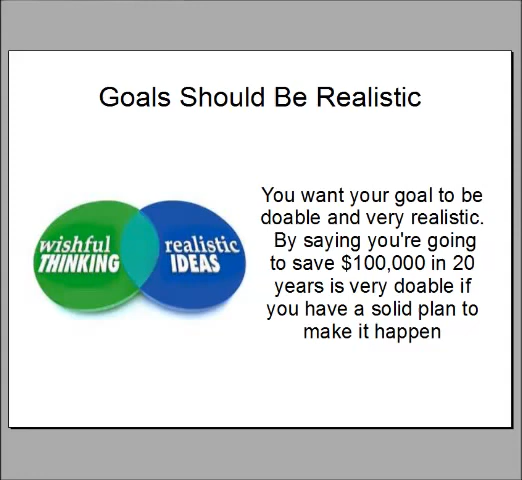 Goals Should Be Realistic
wishful
THINKING
realistic
IDEAS
You want your goal to be
doable and very realistic.
By saying you're going
to save $100,000 in 20
years is very doable if
you have a solid plan to
make it happen